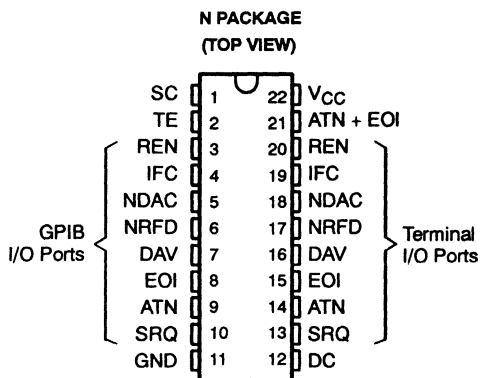 N PACKAGE
(TOP VIEW)
SC 1 22 VCC
TE 2 21 ATN + EOI
REN 3 20 REN
IFC 4 19 IFC
NDAC 5 18 NDAC
GPIB
I/O Ports
NRFD 6 17 NRFD
Terminal
I/O Ports
DAV 7 16 DAV
EOI 8 15 EOI
ATN 9 14 ATN
SRQ 10 13 SRQ
GND 11 12 DC